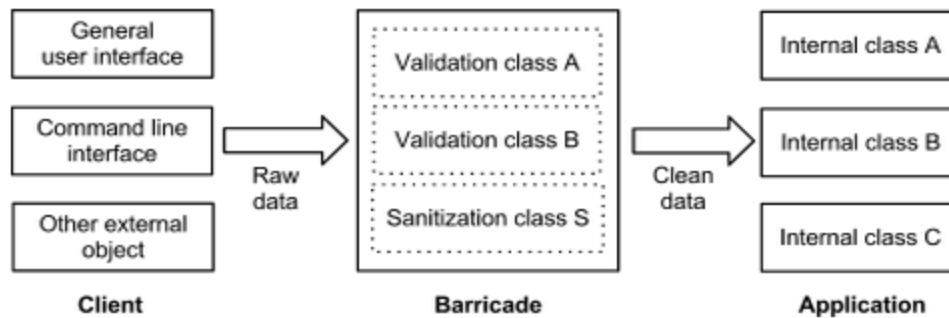 General
user interface
Command line
interface
Other external
object
Client
Raw
data
Validation class A
Validation class B
Sanitization class S
Barricade
Clean
data
Internal class A
Internal class B
Internal class C
Application